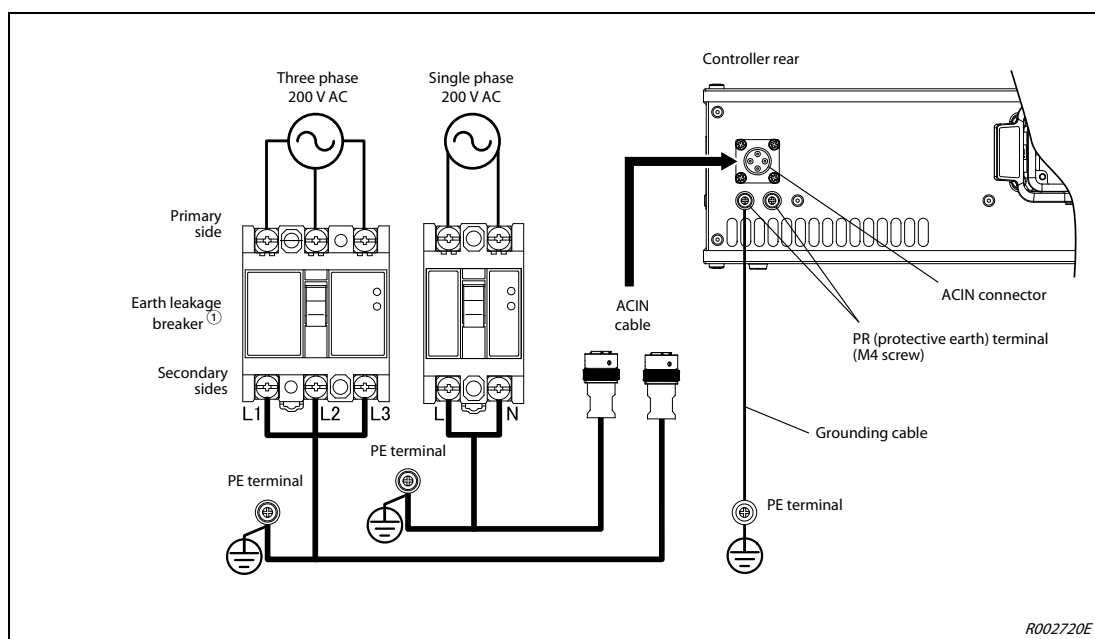 Three phase
200 V AC
Single phase
200 V AC
Controller rear
Primary
side
Earth leakage
breaker ①
Secondary
sides
L1
L2
L3
L
N
ACIN
cable
ACIN connector
PR (protective earth) terminal
(M4 screw)
Grounding cable
PE terminal
PE terminal
PE terminal
R002720E